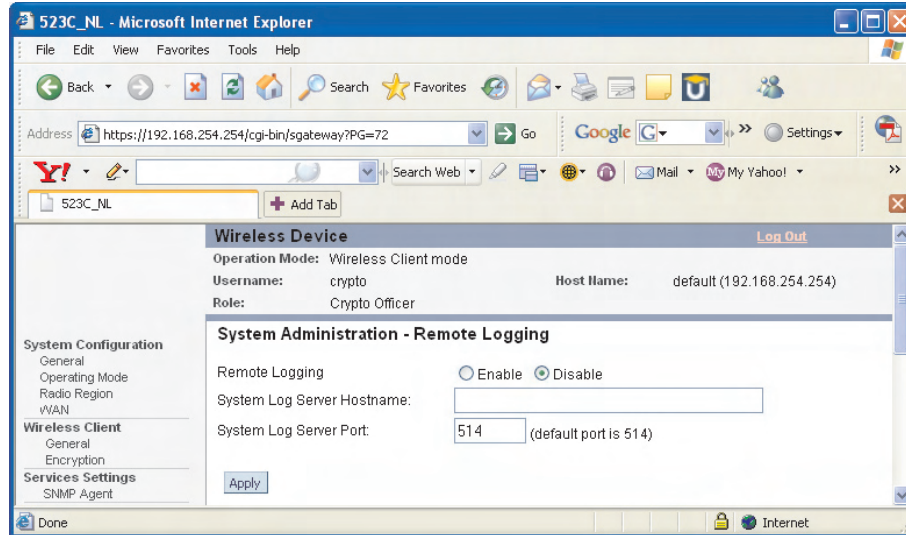 523C_NL - Microsoft Internet Explorer
File Edit View Favorites Tools Help
Back Search Favorites
Address https://192.168.254.254/cgi-bin/sgateway?PG=72 Go Google G Settings
Y! Search Web Mail My My Yahoo!
523C_NL Add Tab
Wireless Device Log Out
Operation Mode: Wireless Client mode
Username: crypto Host Name: default (192.168.254.254)
Role: Crypto Officer
System Administration - Remote Logging
System Configuration
General
Operating Mode
Radio Region
WAN
Wireless Client
General
Encryption
Services Settings
SNMP Agent
Remote Logging Enable Disable
System Log Server Hostname:
System Log Server Port: 514 (default port is 514)
Apply
Done Internet